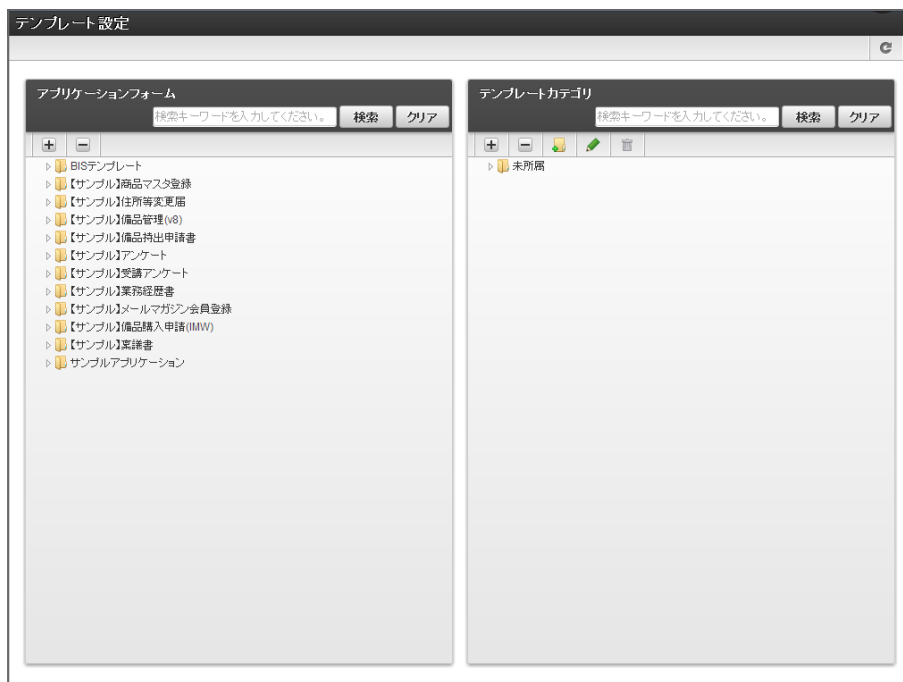 テンプレート設定
アプリケーションフォーム
検索キーワードを入力してください。 検索 クリア
BISテンプレート
【サンプル】商品マスタ登録
【サンプル】住所等変更届
【サンプル】備品管理(v8)
【サンプル】備品持出申請書
【サンプル】アンケート
【サンプル】受講アンケート
【サンプル】業務経歴書
【サンプル】メールマガジン会員登録
【サンプル】備品購入申請(IMW)
【サンプル】稟議書
サンプルアプリケーション
テンプレートカテゴリ
検索キーワードを入力してください。 検索 クリア
未所属